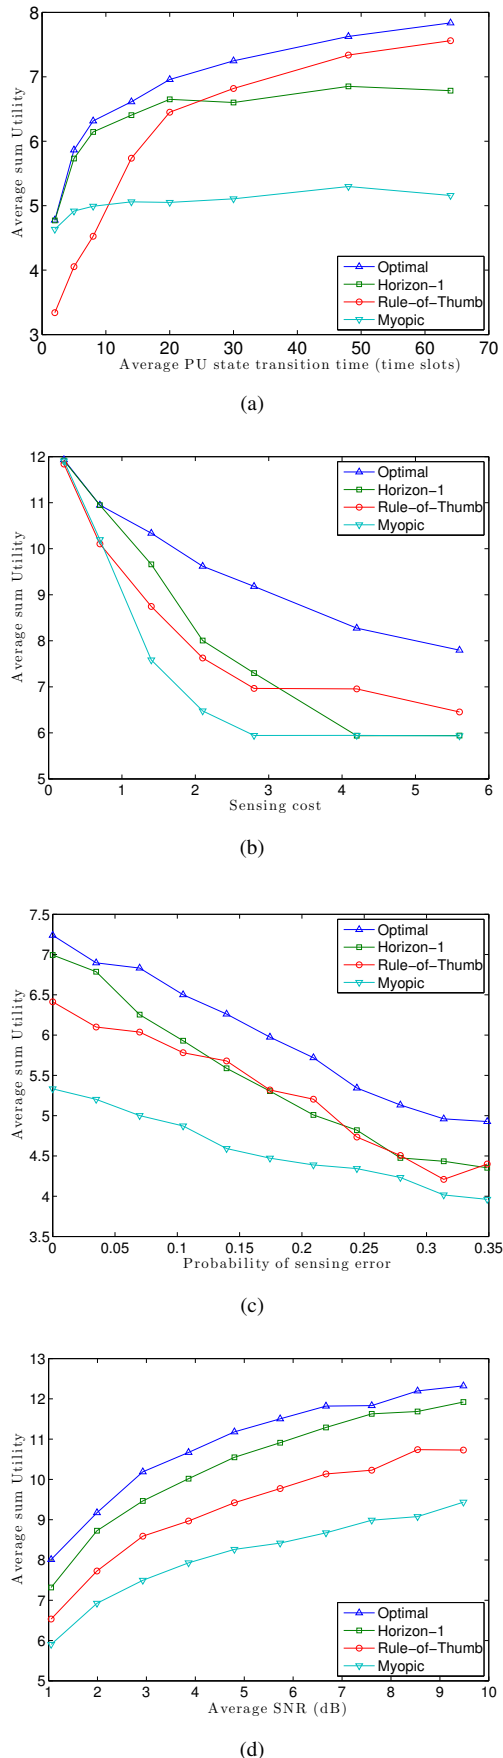 8
7
6
5
4
3
Average sum Utility
Optimal
Horizon-1
Rule-of-Thumb
Myopic
0 10 20 30 40 50 60 70
Average PU state transition time (time slots)
(a)
12
11
10
9
8
7
6
5
Average sum Utility
Optimal
Horizon-1
Rule-of-Thumb
Myopic
0 1 2 3 4 5 6
Sensing cost
(b)
7.5
7
6.5
6
5.5
5
4.5
4
3.5
Average sum Utility
Optimal
Horizon-1
Rule-of-Thumb
Myopic
0 0.05 0.1 0.15 0.2 0.25 0.3 0.35
Probability of sensing error
(c)
13
12
11
10
9
8
7
6
5
Average sum Utility
Optimal
Horizon-1
Rule-of-Thumb
Myopic
1 2 3 4 5 6 7 8 9 10
Average SNR (dB)
(d)